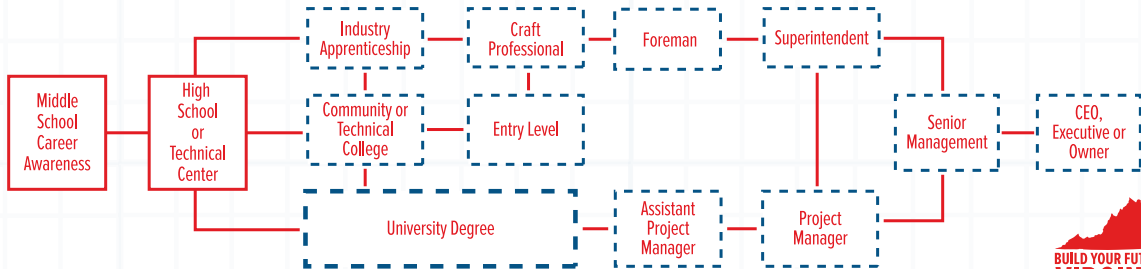 Middle
School
Career
Awareness
High
School
or
Technical
Center
Industry
Apprenticeship
Craft
Professional
Foreman
Superintendent
Community or
Technical
College
Entry Level
Senior
Management
CEO,
Executive or
Owner
University Degree
Assistant
Project
Manager
Project
Manager
BUILD YOUR FU